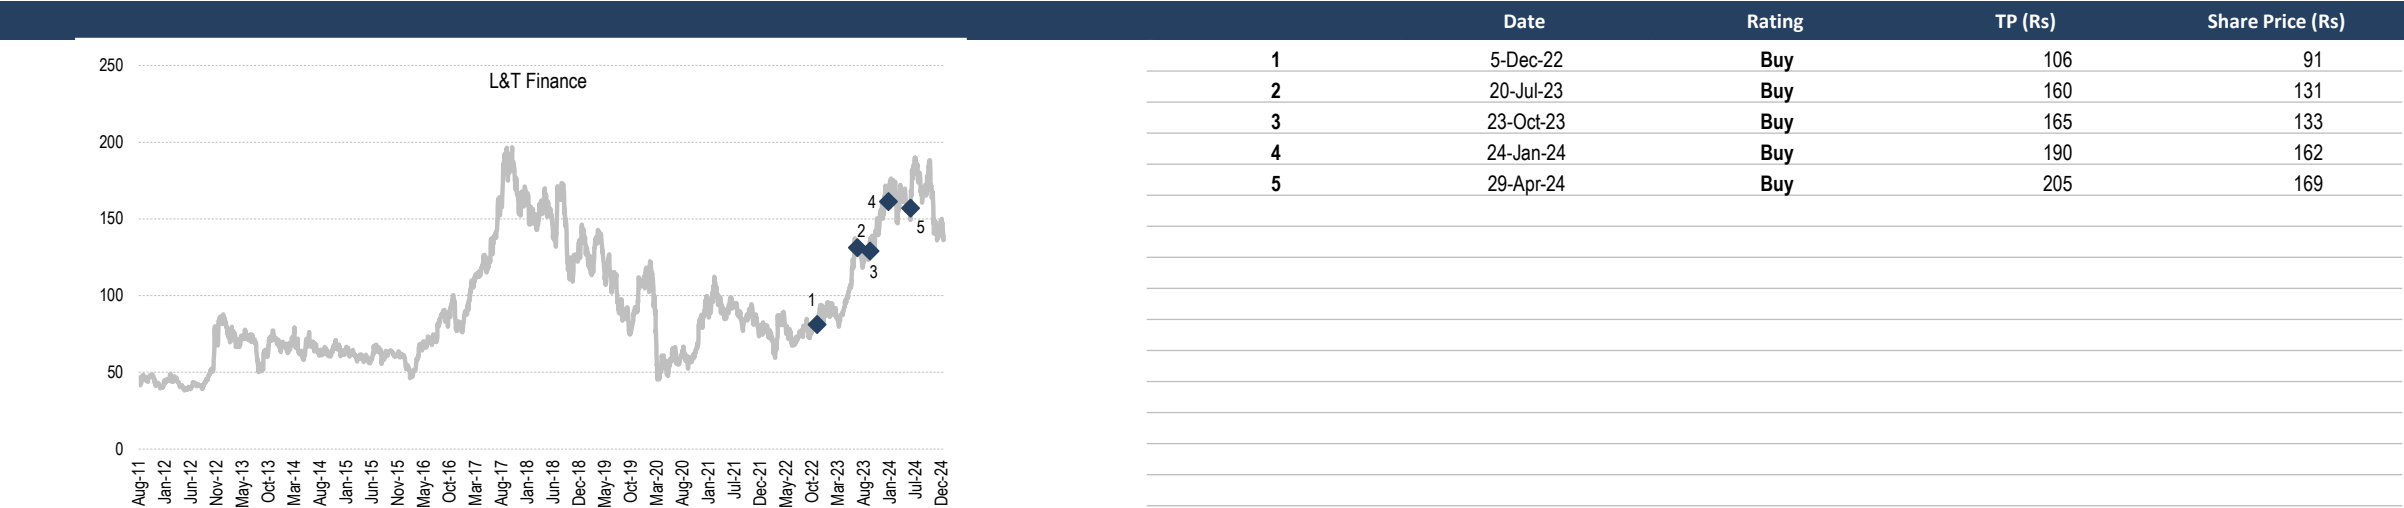 Date Rating TP (Rs) Share Price (Rs)
1 5-Dec-22 Buy 106 91
2 20-Jul-23 Buy 160 131
3 23-Oct-23 Buy 165 133
4 24-Jan-24 Buy 190 162
5 29-Apr-24 Buy 205 169
L&T Finance
250
200
150
100
50
0
1
2
3
4
5
Aug-11
Jan-12
Jun-12
Nov-12
May-13
Oct-13
Mar-14
Aug-14
Jan-15
Jun-15
Nov-15
May-16
Oct-16
Mar-17
Aug-17
Jan-18
Jun-18
Dec-18
May-19
Oct-19
Mar-20
Aug-20
Jan-21
Jul-21
Dec-21
May-22
Oct-22
Mar-23
Aug-23
Jan-24
Jul-24
Dec-24